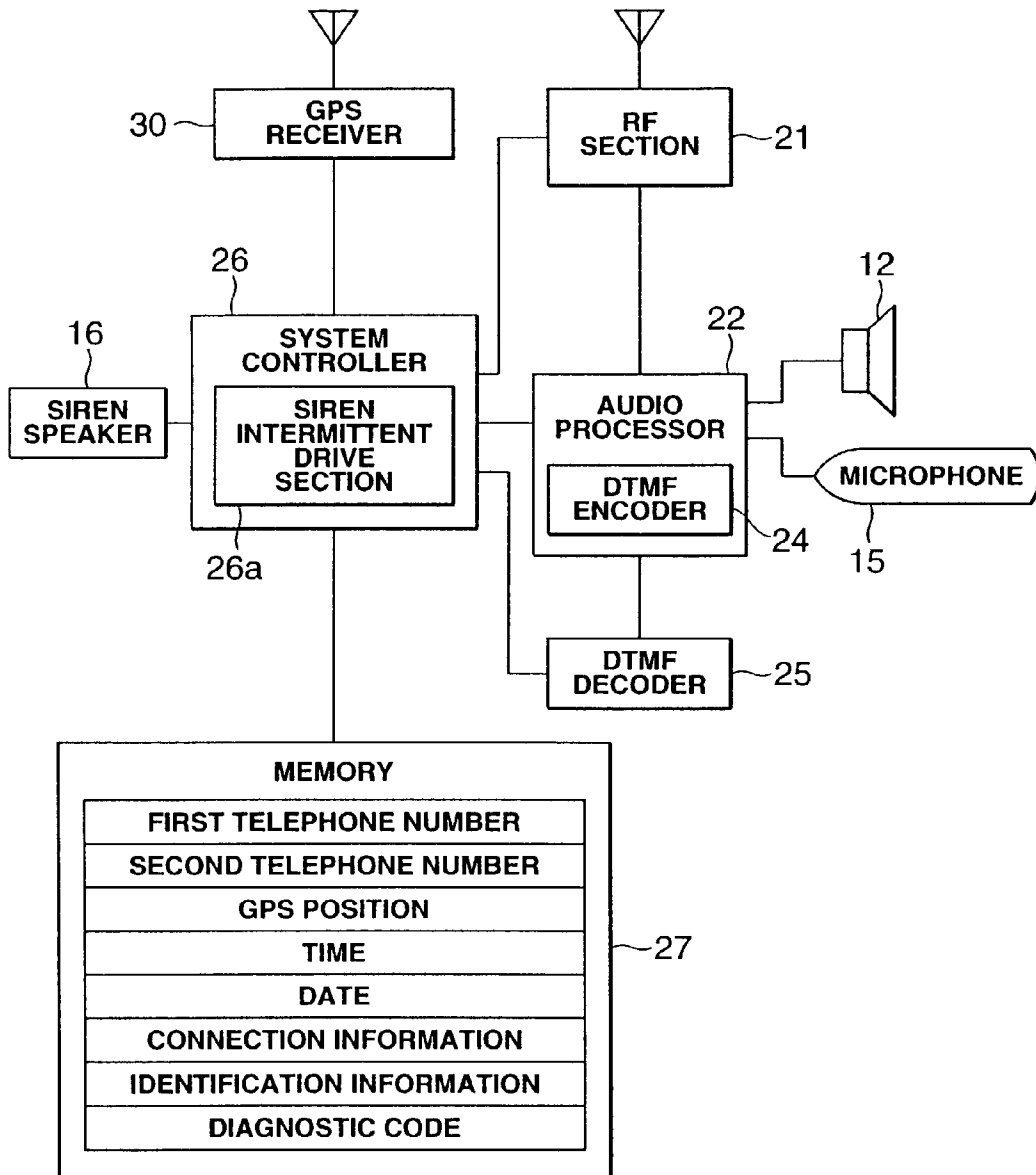 GPS
RECEIVER
30
RF
SECTION
21
26
SYSTEM
CONTROLLER
SIREN
INTERMITTENT
DRIVE
SECTION
26a
16
SIREN
SPEAKER
22
AUDIO
PROCESSOR
DTMF
ENCODER
24
12
MICROPHONE
15
DTMF
DECODER
25
MEMORY
FIRST TELEPHONE NUMBER
SECOND TELEPHONE NUMBER
GPS POSITION
TIME
DATE
CONNECTION INFORMATION
IDENTIFICATION INFORMATION
DIAGNOSTIC CODE
27